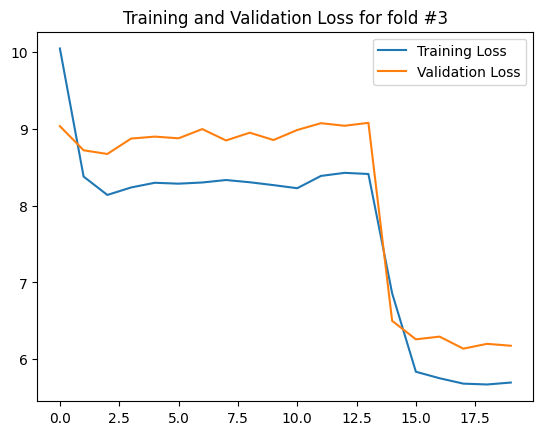 Training and Validation Loss for fold #3
Training Loss
Validation Loss
10
9
8
7
6
0.0 2.5 5.0 7.5 10.0 12.5 15.0 17.5